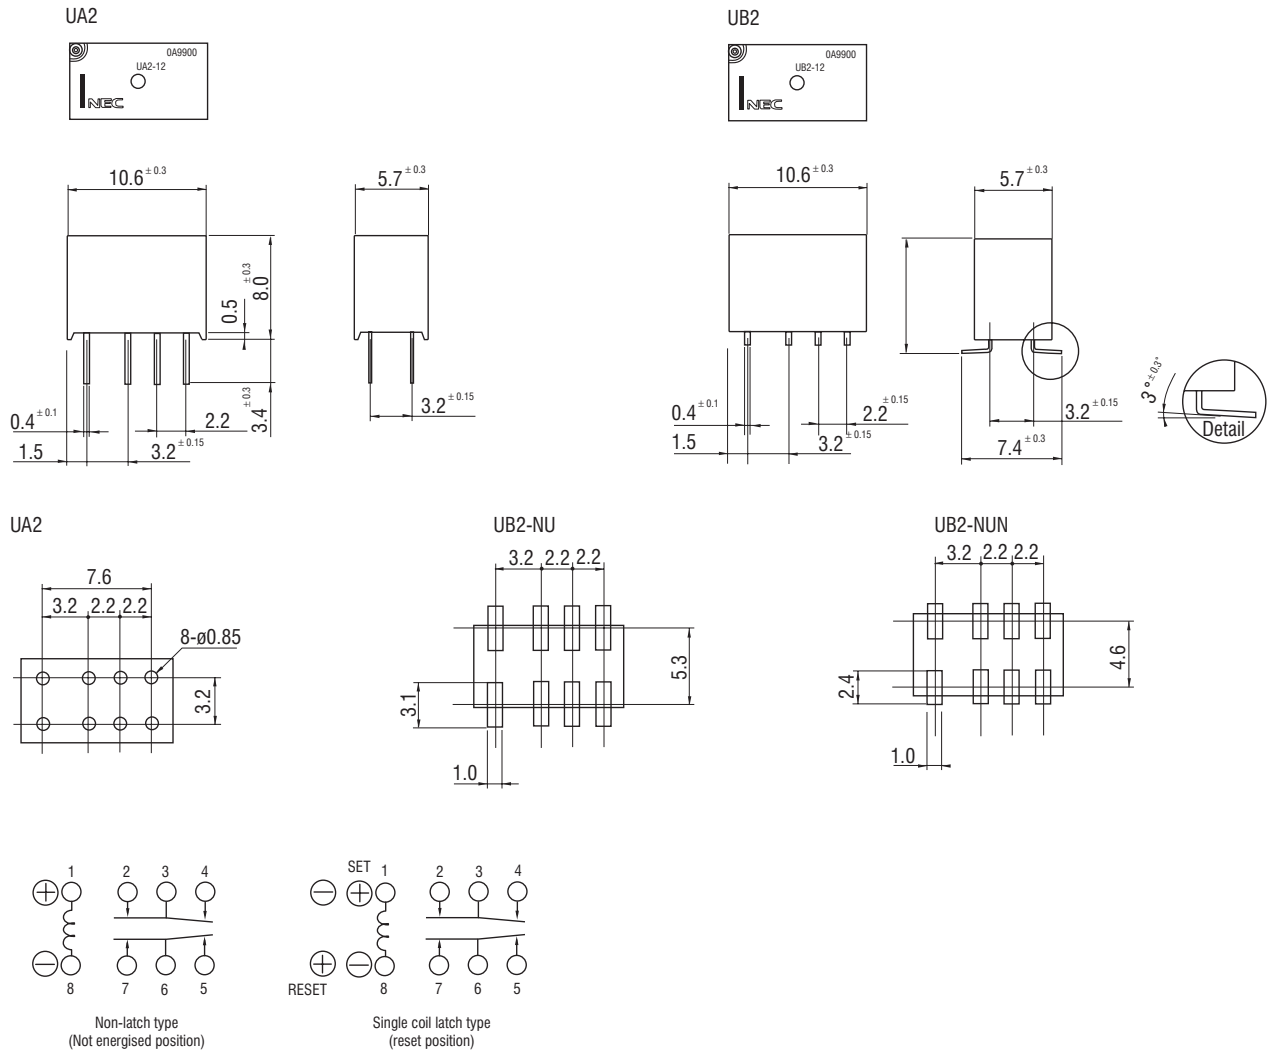 UA2
UB2
0A9900
UA2-12
NEC
0A9900
UB2-12
NEC
10.6 ± 0.3
5.7 ± 0.3
10.6 ± 0.3
5.7 ± 0.3
0.5
8.0 ± 0.3
0.4 ± 0.1
2.2
3.4 ± 0.3
1.5
3.2 ± 0.15
3.2 ± 0.15
0.4 ± 0.1
2.2 ± 0.15
1.5
3.2 ± 0.15
3.2 ± 0.15
7.4 ± 0.3
3° ± 0.3°
Detail
UA2
UB2-NU
UB2-NUN
7.6
3.2 2.2 2.2
8-ø0.85
3.2
3.2 2.2 2.2
5.3
3.1
1.0
3.2 2.2 2.2
4.6
2.4
1.0
1 2 3 4
8 7 6 5
Non-latch type
(Not energised position)
SET 1 2 3 4
RESET 8 7 6 5
Single coil latch type
(reset position)